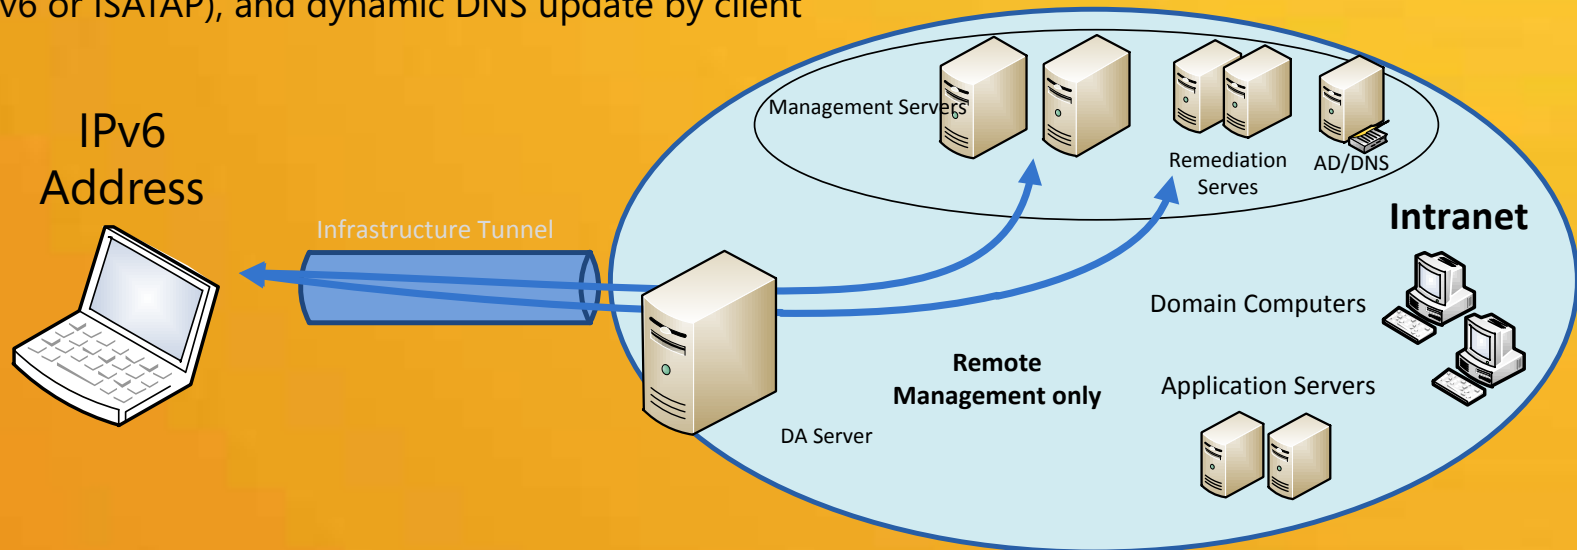 v6 or ISATAP), and dynamic DNS update by client
IPv6
Address
Infrastructure Tunnel
Management Servers
Remediation
Serves
AD/DNS
Intranet
Domain Computers
Remote
Management only
Application Servers
DA Server